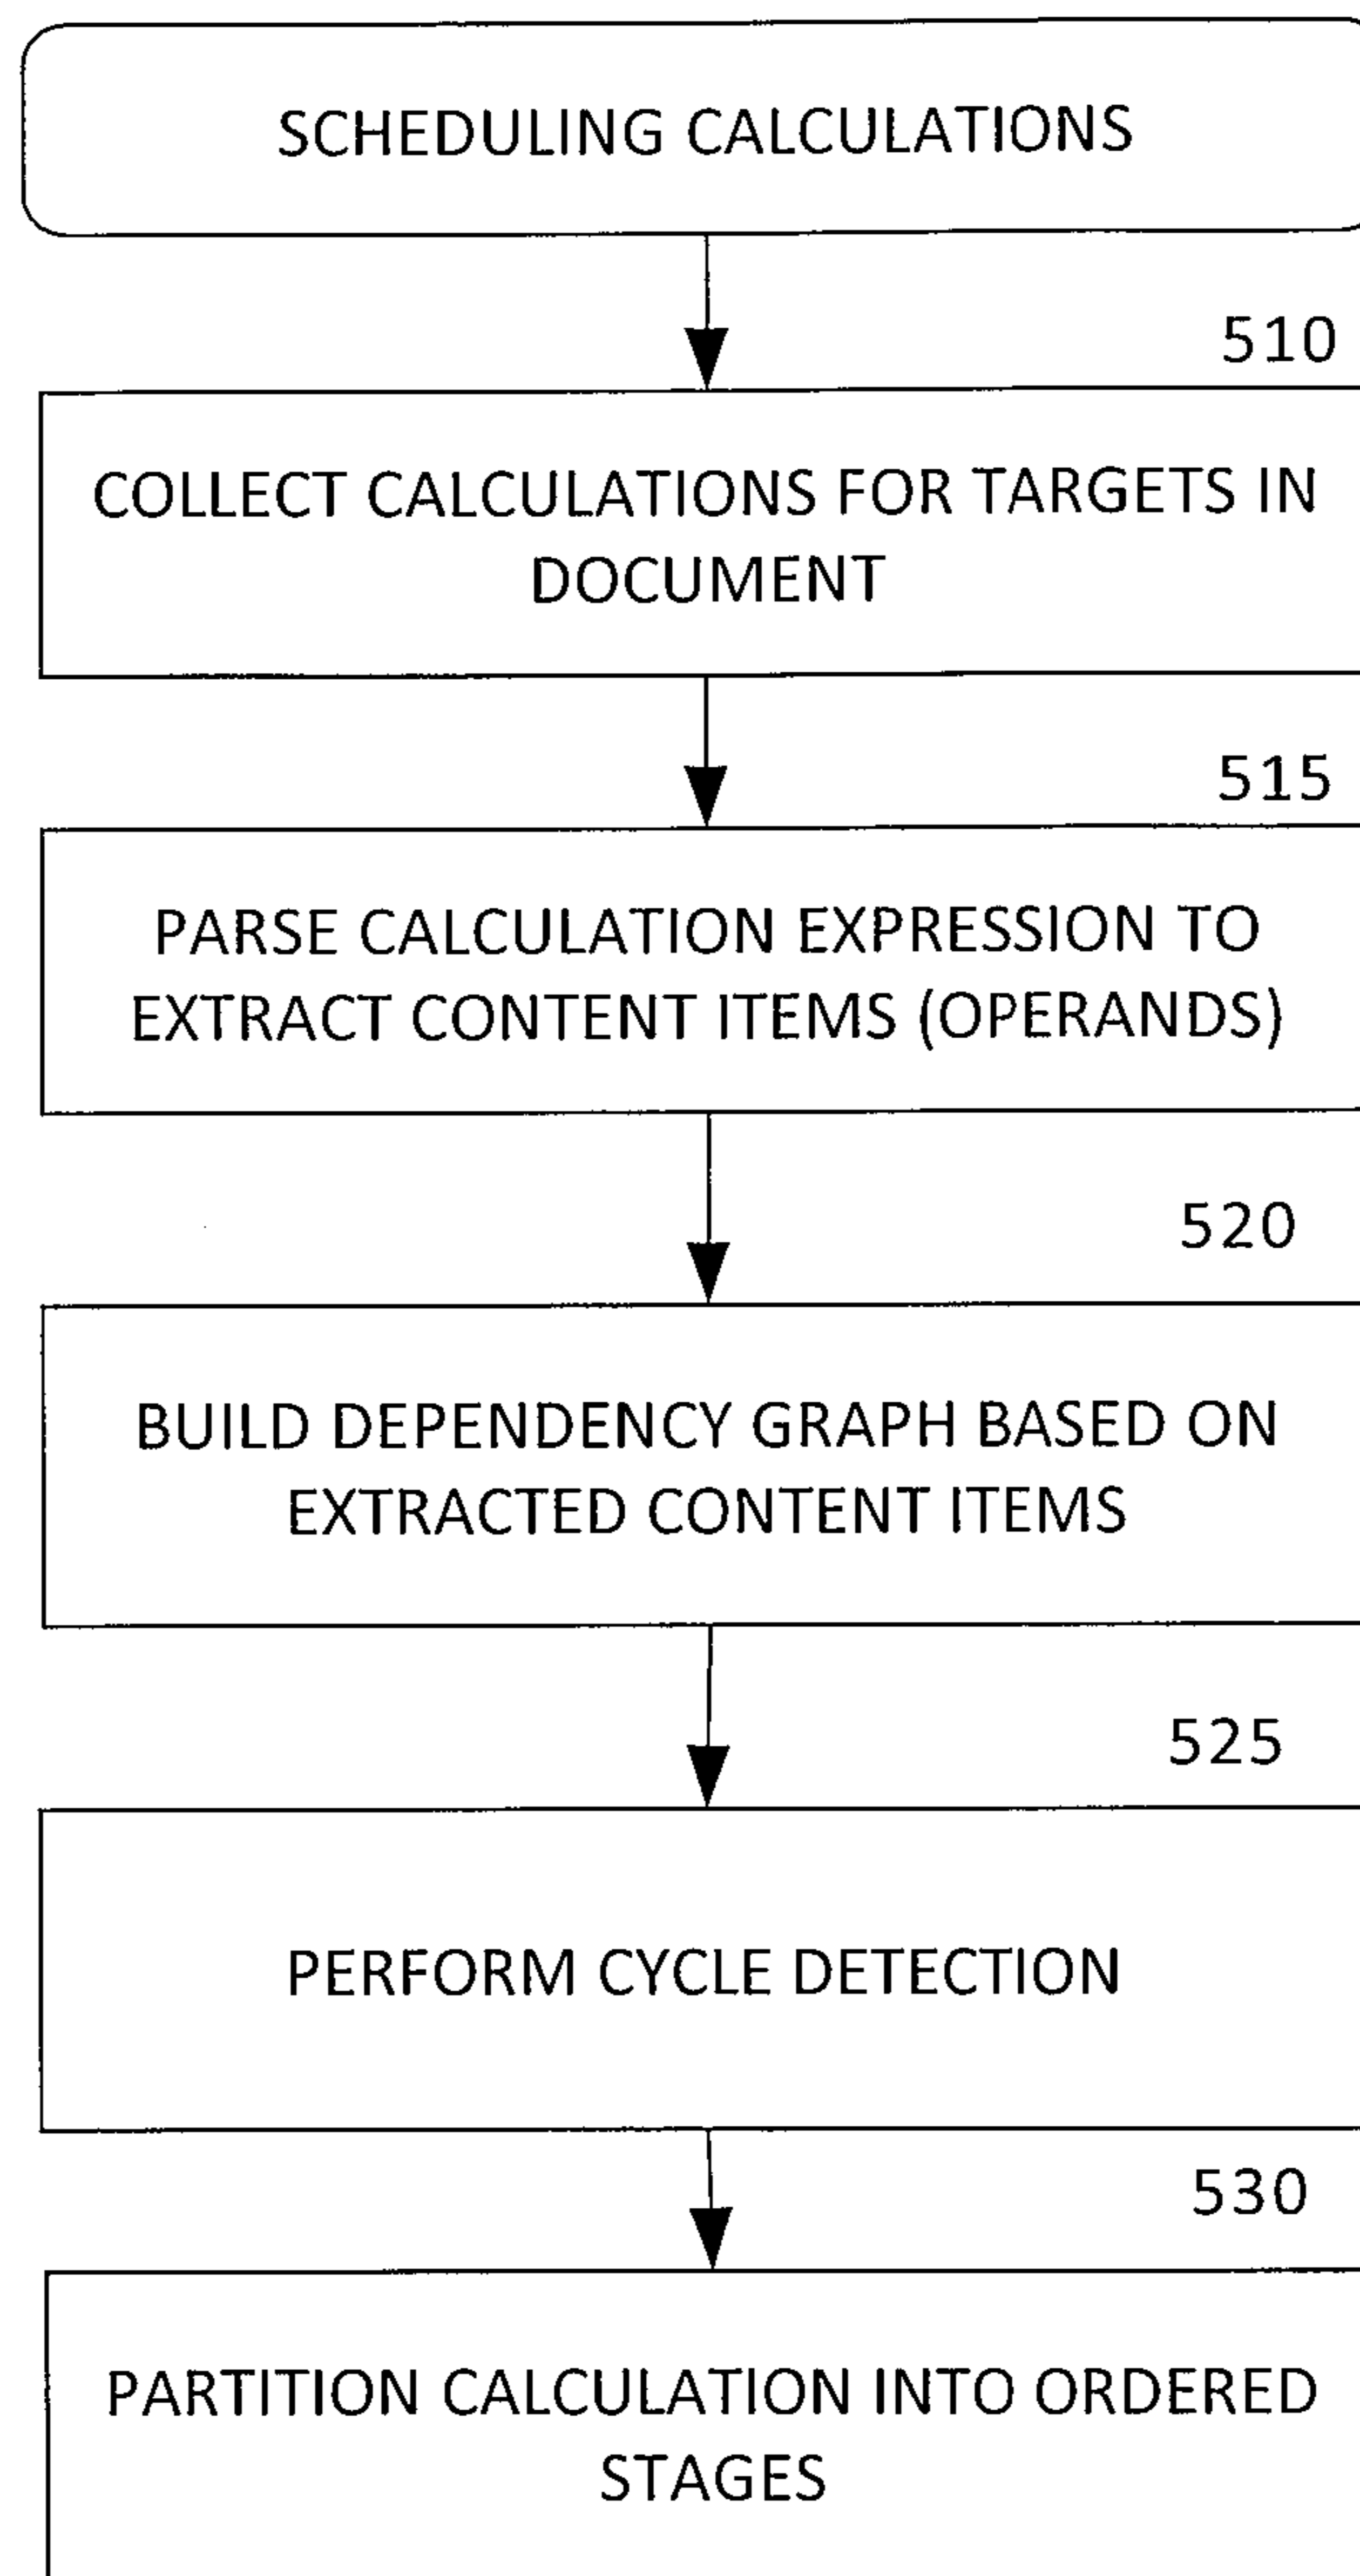 SCHEDULING CALCULATIONS
510
COLLECT CALCULATIONS FOR TARGETS IN
DOCUMENT
515
PARSE CALCULATION EXPRESSION TO
EXTRACT CONTENT ITEMS (OPERANDS)
520
BUILD DEPENDENCY GRAPH BASED ON
EXTRACTED CONTENT ITEMS
525
PERFORM CYCLE DETECTION
530
PARTITION CALCULATION INTO ORDERED
STAGES